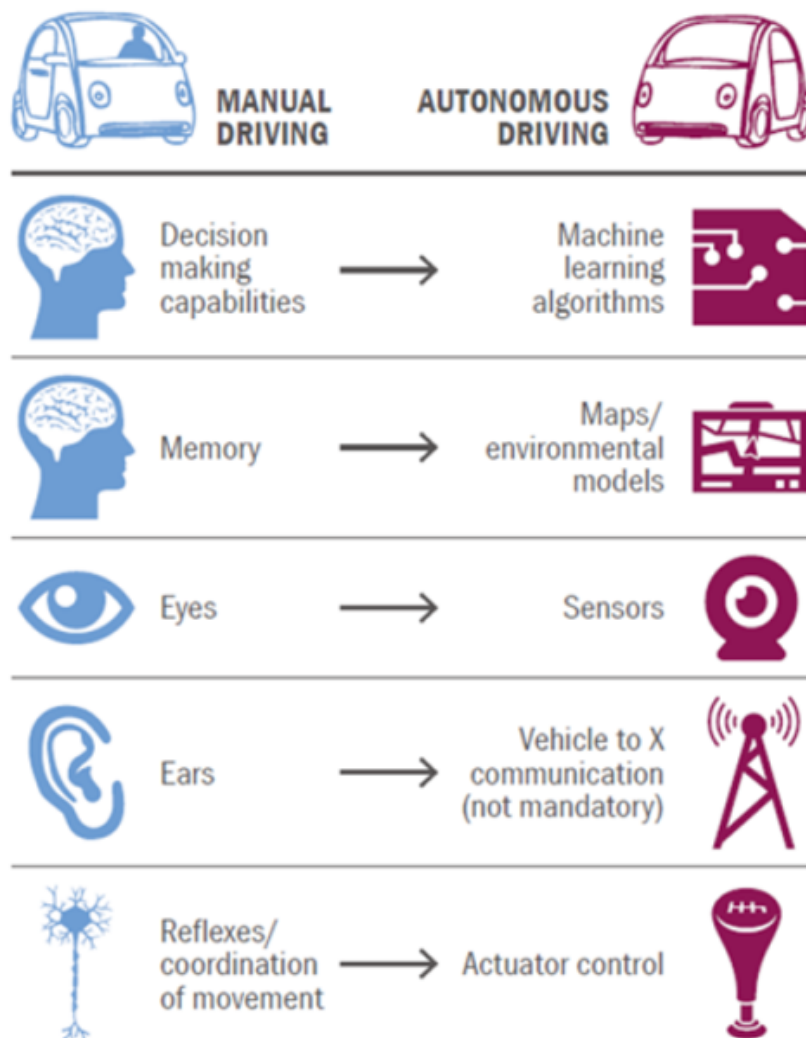 MANUAL
DRIVING
AUTONOMOUS
DRIVING
Decision
making
capabilities
Machine
learning
algorithms
Memory
Maps/
environmental
models
Eyes
Sensors
Ears
Vehicle to X
communication
(not mandatory)
Reflexes/
coordination
of movement
Actuator control